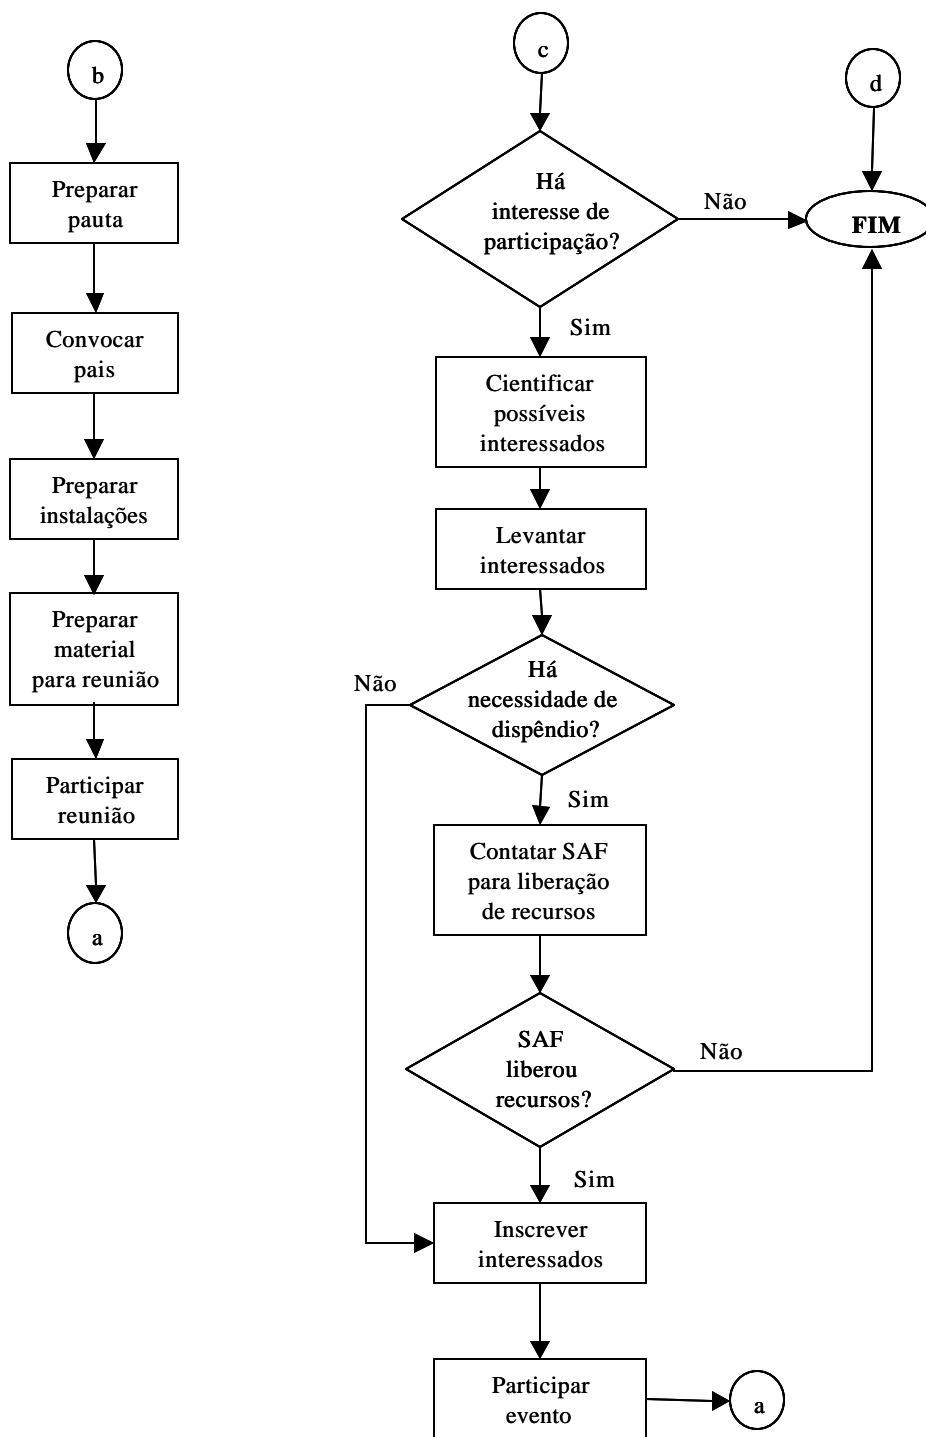 b
Preparar
pauta
Convocar
pais
Preparar
instalações
Preparar
material
para reunião
Participar
reunião
a
c
Há
interesse de
participação?
Não
Sim
Cientificar
possíveis
interessados
Levantar
interessados
Há
necessidade de
dispêndio?
Não
Sim
Contatar SAF
para liberação
de recursos
SAF
liberou
recursos?
Não
Sim
Inscrever
interessados
Participar
evento
a
d
FIM